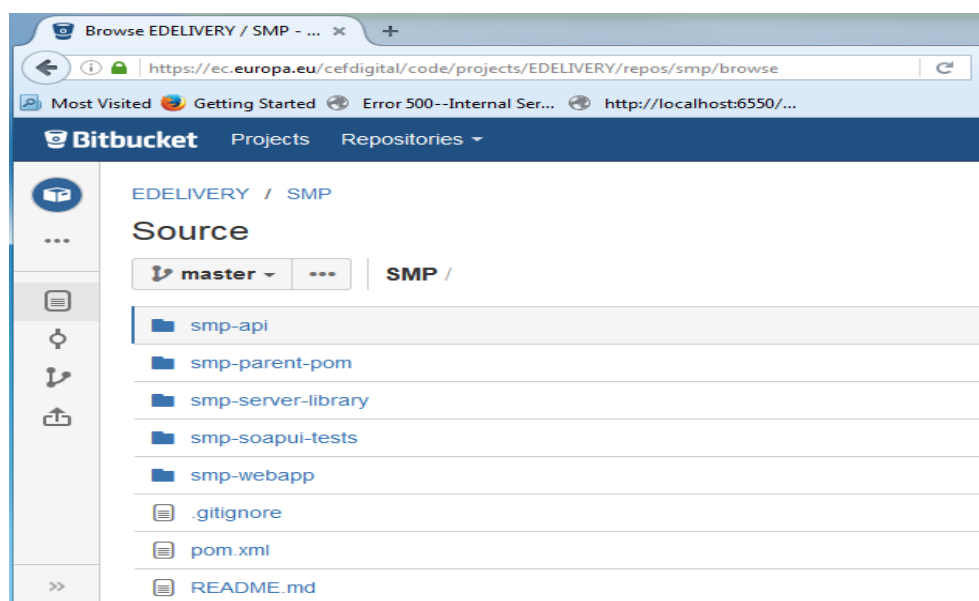 Browse EDELIVERY / SMP - ... × +
https://ec.europa.eu/cefdigital/code/projects/EDELIVERY/repos/smp/browse
Most Visited Getting Started Error 500--Internal Ser... http://localhost:6550/...
Bitbucket Projects Repositories
EDELIVERY / SMP
Source
master ... SMP /
smp-api
smp-parent-pom
smp-server-library
smp-soapui-tests
smp-webapp
.gitignore
pom.xml
README.md